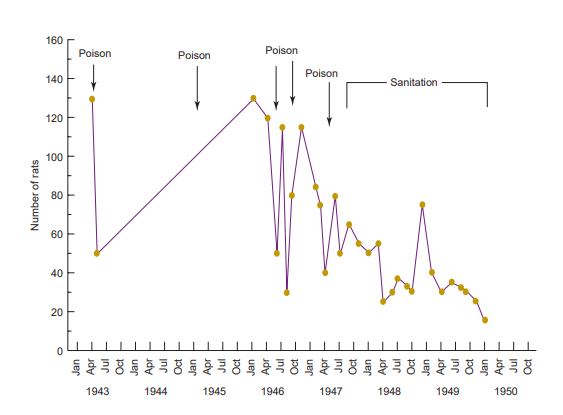 160
140
120
100
80
60
40
20
0
Number of rats
Poison
Poison
Poison
Poison
Sanitation
Jan Apr Jul Oct Jan Apr Jul Oct Jan Apr Jul Oct Jan Apr Jul Oct Jan Apr Jul Oct Jan Apr Jul Oct Jan Apr Jul Oct Jan Apr Jul Oct
1943 1944 1945 1946 1947 1948 1949 1950